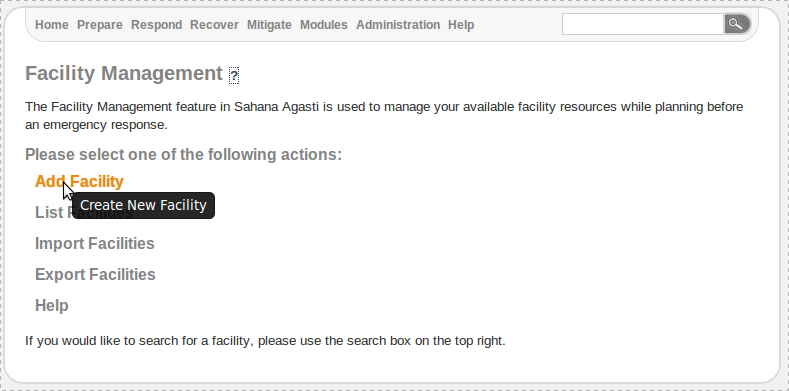 Home Prepare Respond Recover Mitigate Modules Administration Help
Facility Management ?
The Facility Management feature in Sahana Agasti is used to manage your available facility resources while planning before
an emergency response.
Please select one of the following actions:
Add Facility
Create New Facility
List Facilities
Import Facilities
Export Facilities
Help
If you would like to search for a facility, please use the search box on the top right.